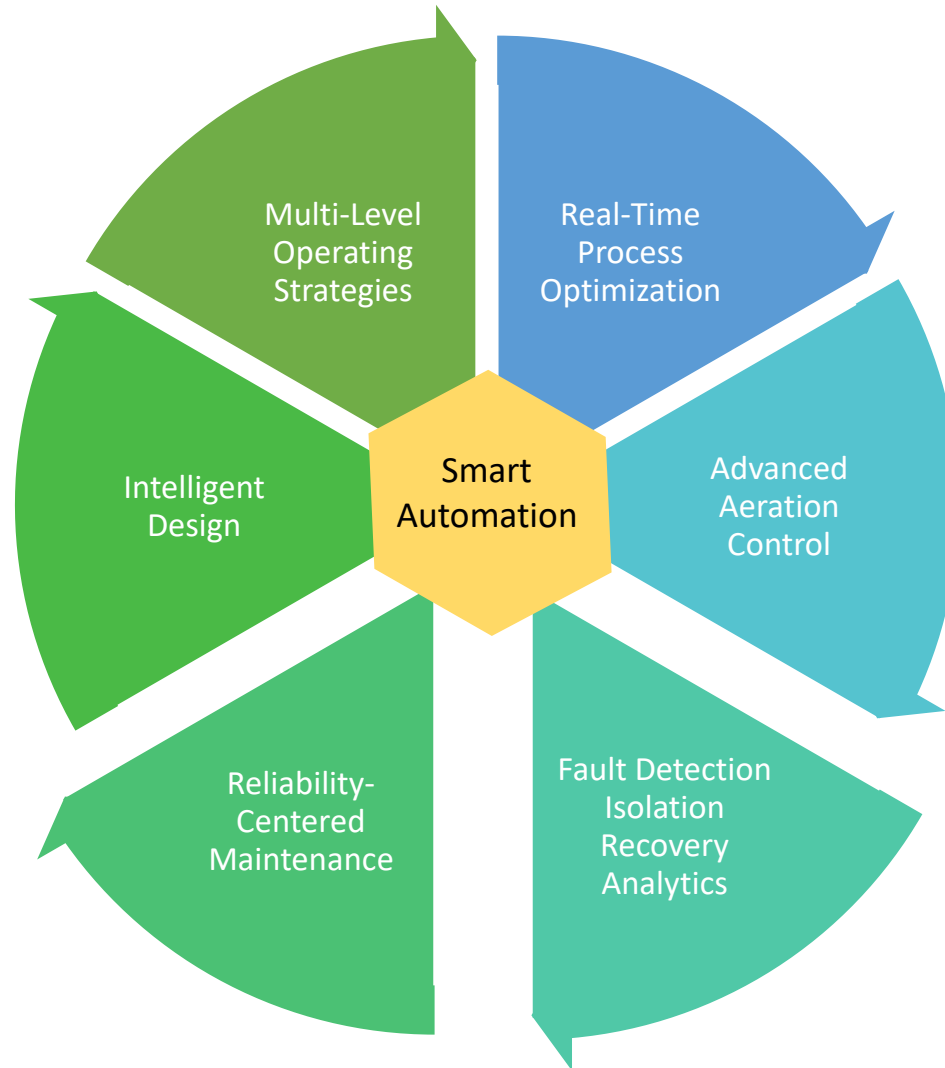 Multi-Level
Operating
Strategies
Real-Time
Process
Optimization
Intelligent
Design
Smart
Automation
Advanced
Aeration
Control
Reliability-
Centered
Maintenance
Fault Detection
Isolation
Recovery
Analytics